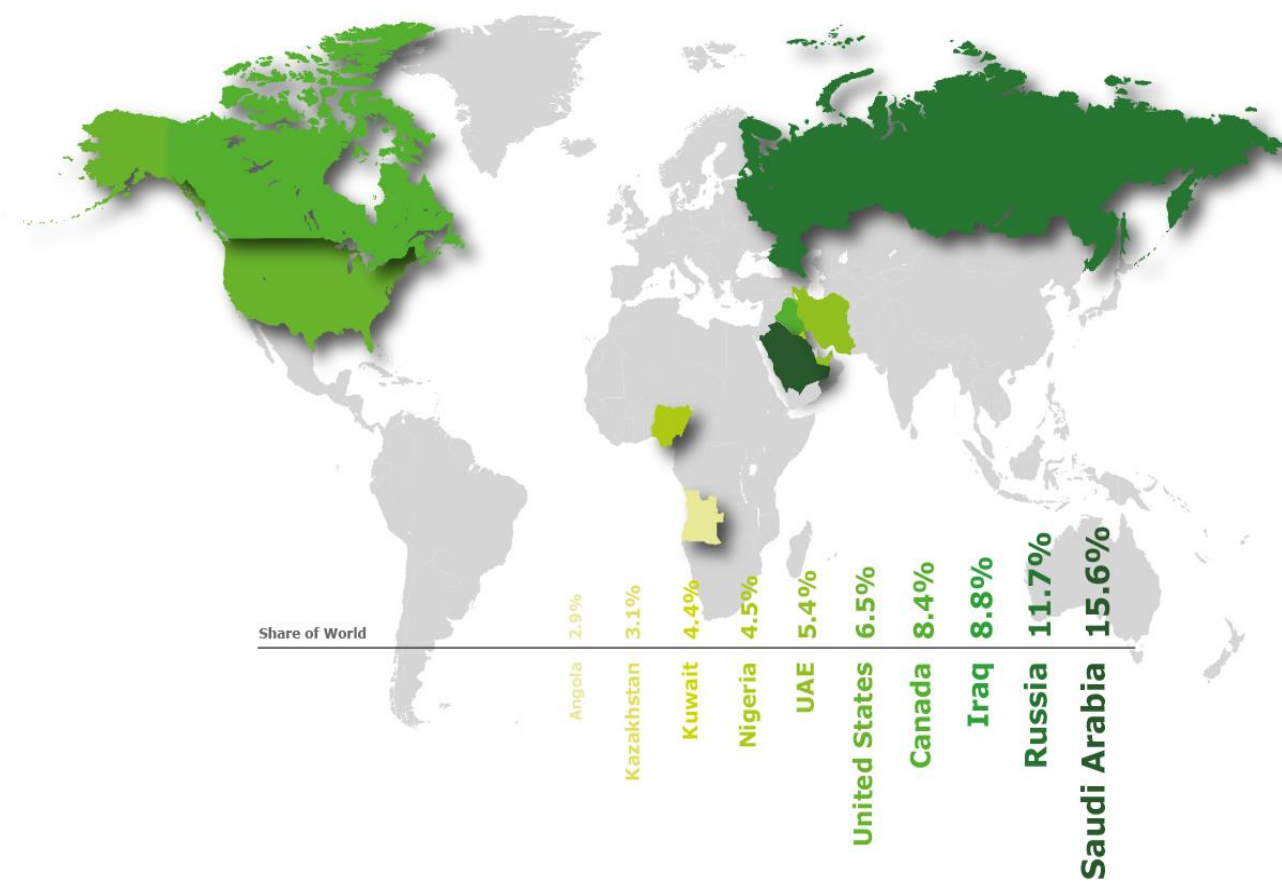 Share of World
2.9%
3.1%
4.4%
4.5%
5.4%
6.5%
8.4%
8.8%
11.7%
15.6%
Angola
Kazakhstan
Kuwait
Nigeria
UAE
United States
Canada
Iraq
Russia
Saudi Arabia